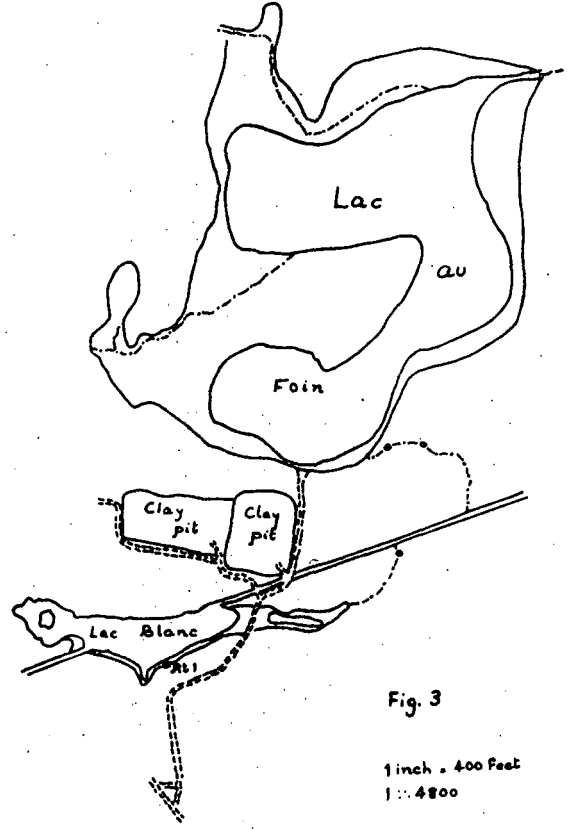 Lac
au
Foin
Clay
pit
Clay
pit
Lac Blanc
Fig. 3
1 inch = 400 Feet
1 : 4800